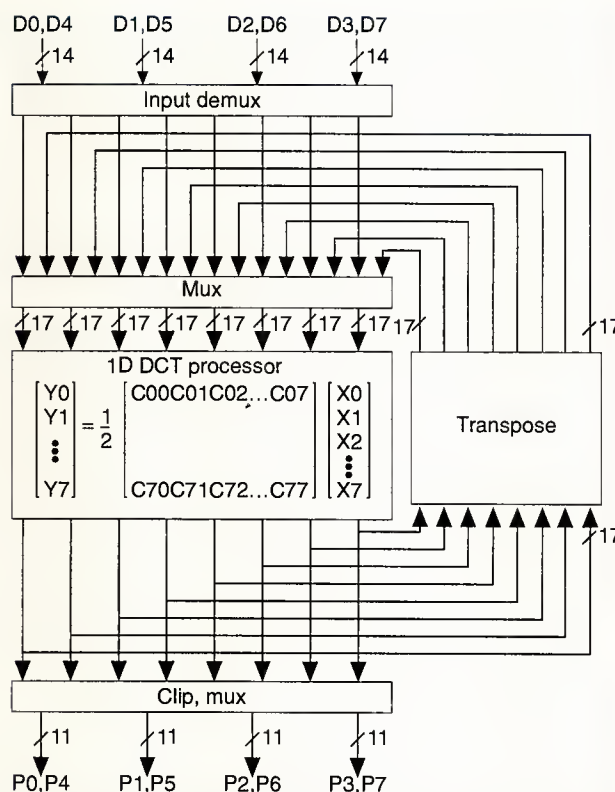 D0,D4 D1,D5 D2,D6 D3,D7
14 14 14 14
Input demux
Mux
17 17 17 17 17 17 17 17 17 17
1D DCT processor
Y0 C00C01C02...C07 X0
Y1 X1
= 1/2
X2
Y7 C70C71C72...C77 X7
Transpose
17
Clip, mux
11 11 11 11
P0,P4 P1,P5 P2,P6 P3,P7